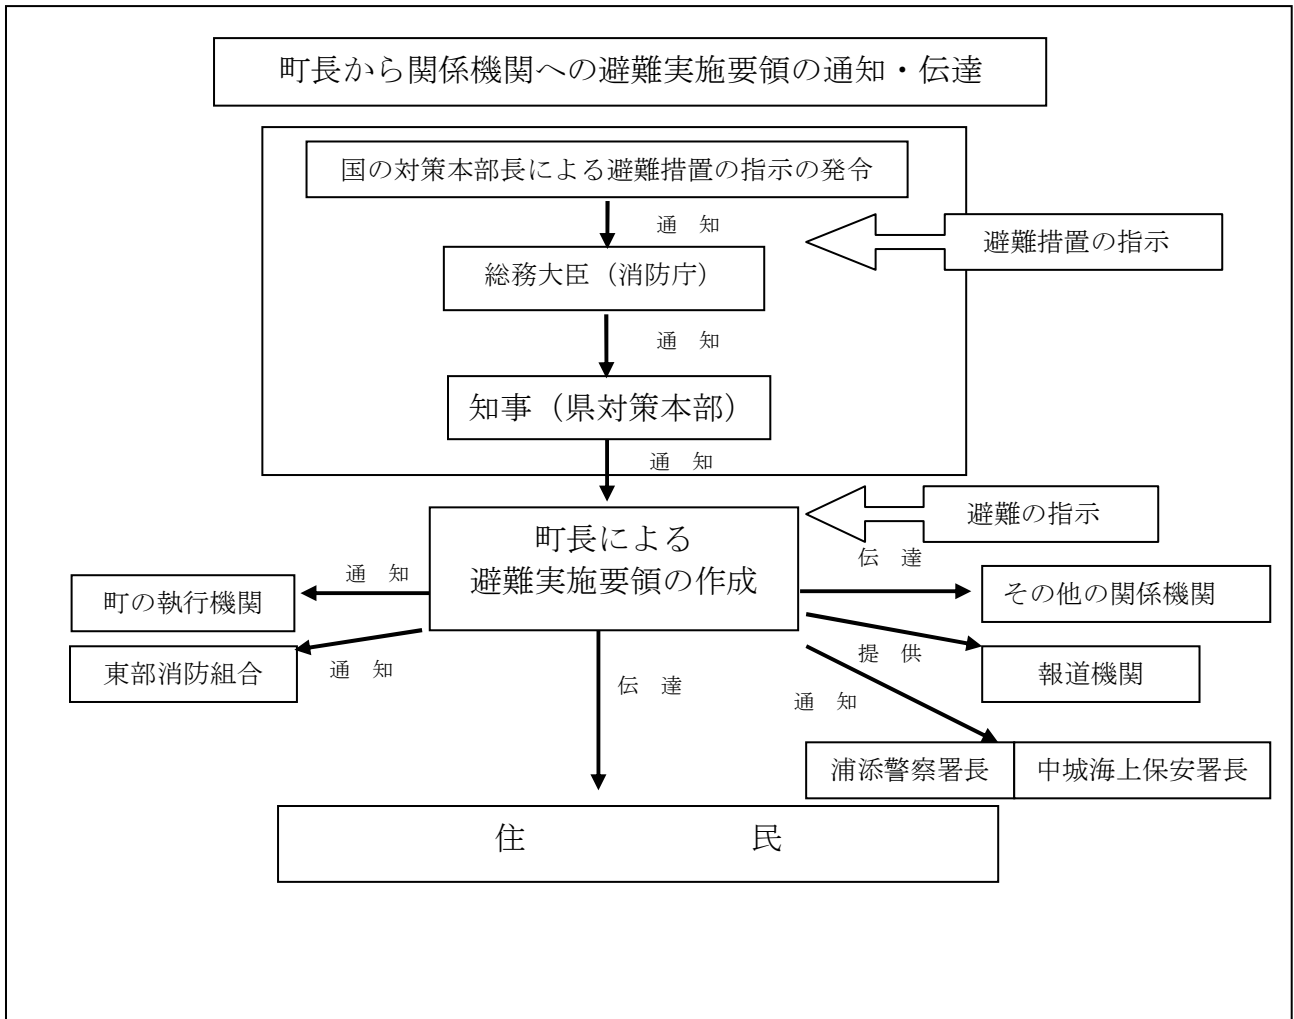 町長から関係機関への避難実施要領の通知・伝達
国の対策本部長による避難措置の指示の発令
通　知
避難措置の指示
総務大臣（消防庁）
通　知
知事（県対策本部）
通　知
避難の指示
町長による
避難実施要領の作成
伝　達
通　知
町の執行機関
その他の関係機関
東部消防組合
通　知
提　供
報道機関
伝　達
通　知
浦添警察署長
中城海上保安署長
住　　　　　　　民